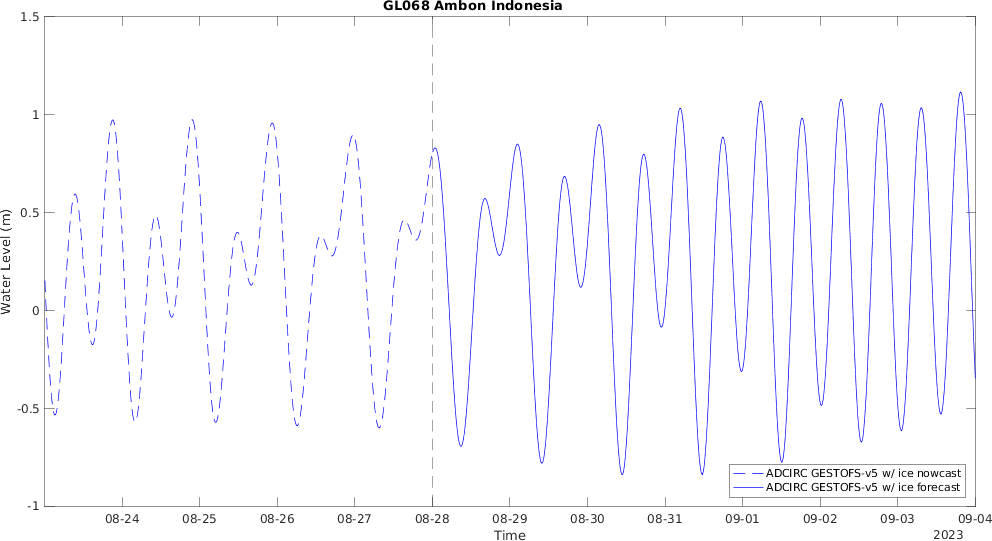 GL068 Ambon Indonesia
1.5
1
0.5
0
-0.5
-1
Water Level (m)
08-24 08-25 08-26 08-27 08-28 08-29 08-30 08-31 09-01 09-02 09-03 09-04
Time
2023
ADCIRC GESTOFS-v5 w/ ice nowcast
ADCIRC GESTOFS-v5 w/ ice forecast